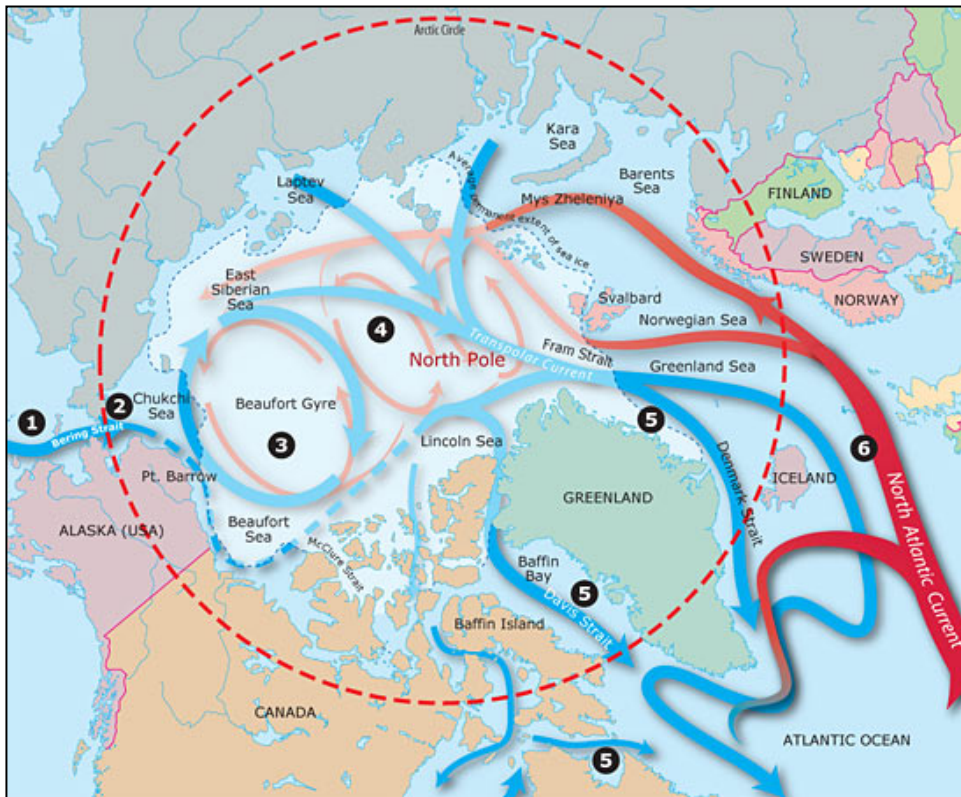 Arctic Circle
Kara
Sea
Barents
Sea
Laptev
Sea
Average permanent extent of sea ice
Mys Zheleniya
FINLAND
SWEDEN
NORWAY
East
Siberian
Sea
Svalbard
Norwegian Sea
4
North Pole
Transpolar Current
Fram Strait
Greenland Sea
1
Bering Strait
2
Chukchi
Sea
Beaufort Gyre
3
Lincoln Sea
5
6
Pt. Barrow
GREENLAND
Denmark Strait
ICELAND
North Atlantic Current
ALASKA (USA)
Beaufort
Sea
McClure Strait
Baffin
Bay
5
Davis Strait
Baffin Island
CANADA
ATLANTIC OCEAN
5